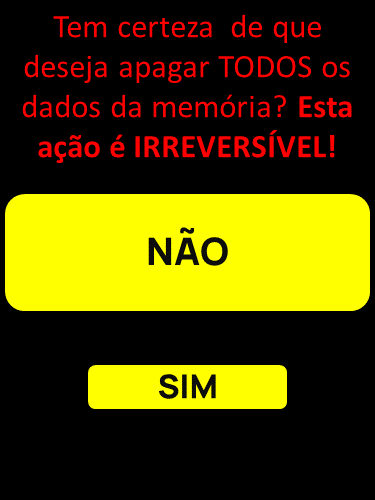 Tem certeza de que
deseja apagar TODOS os
dados da memória? Esta
ação é IRREVERSÍVEL!
NÃO
SIM